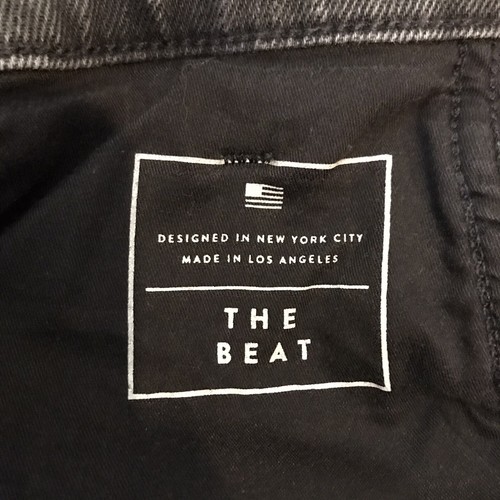 DESIGNED IN NEW YORK CITY
MADE IN LOS ANGELES
THE
BEAT